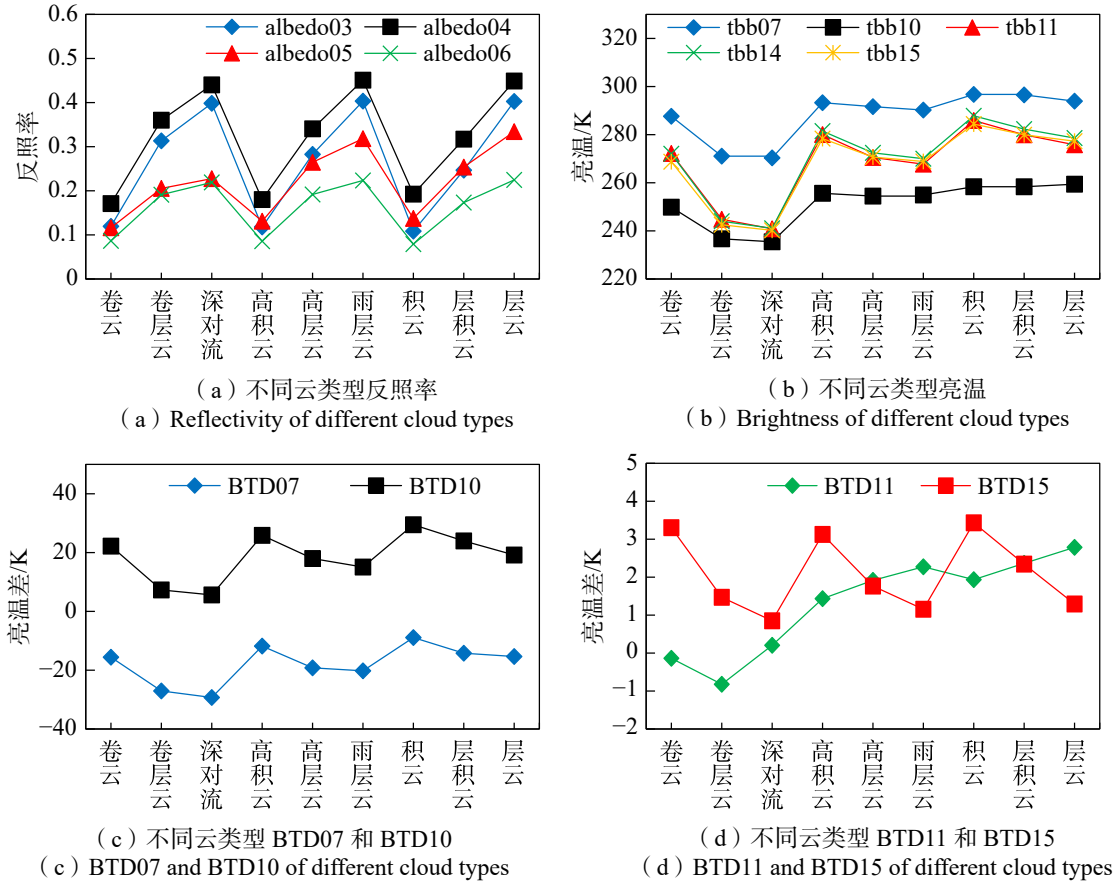 albedo03
albedo04
albedo05
albedo06
0.6
0.5
0.4
0.3
0.2
0.1
0
反照率
卷云
卷层云
深对流
高积云
高层云
雨层云
积云
层积云
层云
(a)不同云类型反照率
(a)Reflectivity of different cloud types
tbb07
tbb10
tbb11
tbb14
tbb15
330
300
280
260
240
220
亮温/K
卷云
卷层云
深对流
高积云
高层云
雨层云
积云
层积云
层云
(b)不同云类型亮温
(b)Brightness of different cloud types
BTD07
BTD10
40
20
0
−20
−40
亮温差/K
卷云
卷层云
深对流
高积云
高层云
雨层云
积云
层积云
层云
(c)不同云类型 BTD07 和 BTD10
(c)BTD07 and BTD10 of different cloud types
BTD11
BTD15
5
4
3
2
1
0
−1
−2
亮温差/K
卷云
卷层云
深对流
高积云
高层云
雨层云
积云
层积云
层云
(d)不同云类型 BTD11 和 BTD15
(d)BTD11 and BTD15 of different cloud types